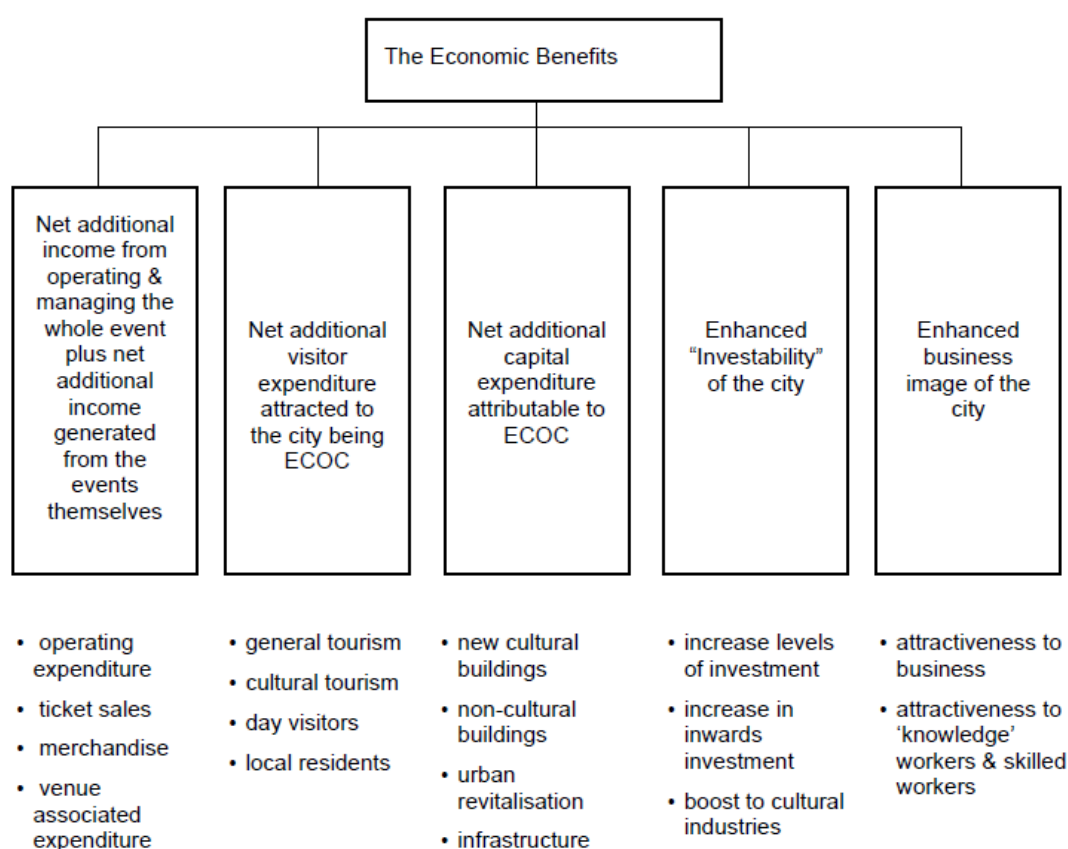 The Economic Benefits
Net additional
income from
operating &
managing the
whole event
plus net
additional
income
generated
from the
events
themselves
Net additional
visitor
expenditure
attracted to
the city being
ECOC
Net additional
capital
expenditure
attributable to
ECOC
Enhanced
“Investability”
of the city
Enhanced
business
image of the
city
• operating
expenditure
• ticket sales
• merchandise
• venue
associated
expenditure
• general tourism
• cultural tourism
• day visitors
• local residents
• new cultural
buildings
• non-cultural
buildings
• urban
revitalisation
• infrastructure
• increase levels
of investment
• increase in
inwards
investment
• boost to cultural
industries
• attractiveness to
business
• attractiveness to
‘knowledge’
workers & skilled
workers